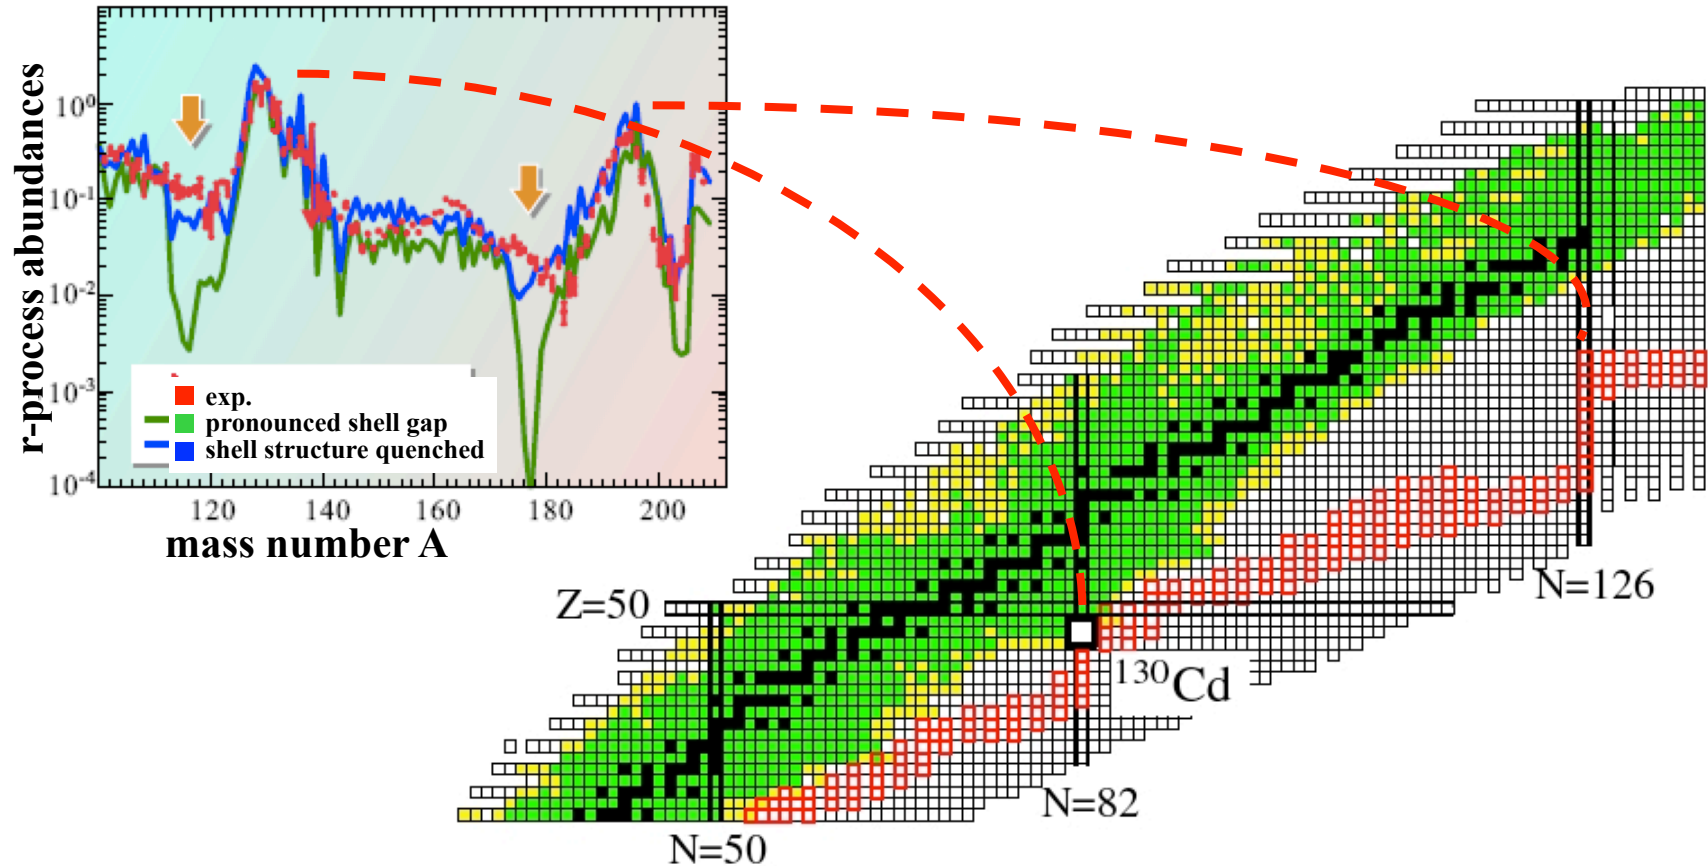 r-process abundances
10⁰
10⁻¹
10⁻²
10⁻³
10⁻⁴
exp.
pronounced shell gap
shell structure quenched
120 140 160 180 200
mass number A
Z=50
N=126
¹³⁰Cd
N=82
N=50